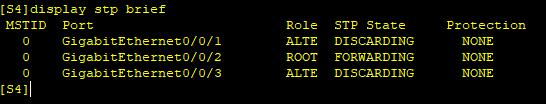 [S4]display stp brief
MSTID  Port                        Role  STP State     Protection
0    GigabitEthernet0/0/1        ALTE  DISCARDING      NONE
0    GigabitEthernet0/0/2        ROOT  FORWARDING      NONE
0    GigabitEthernet0/0/3        ALTE  DISCARDING      NONE
[S4]